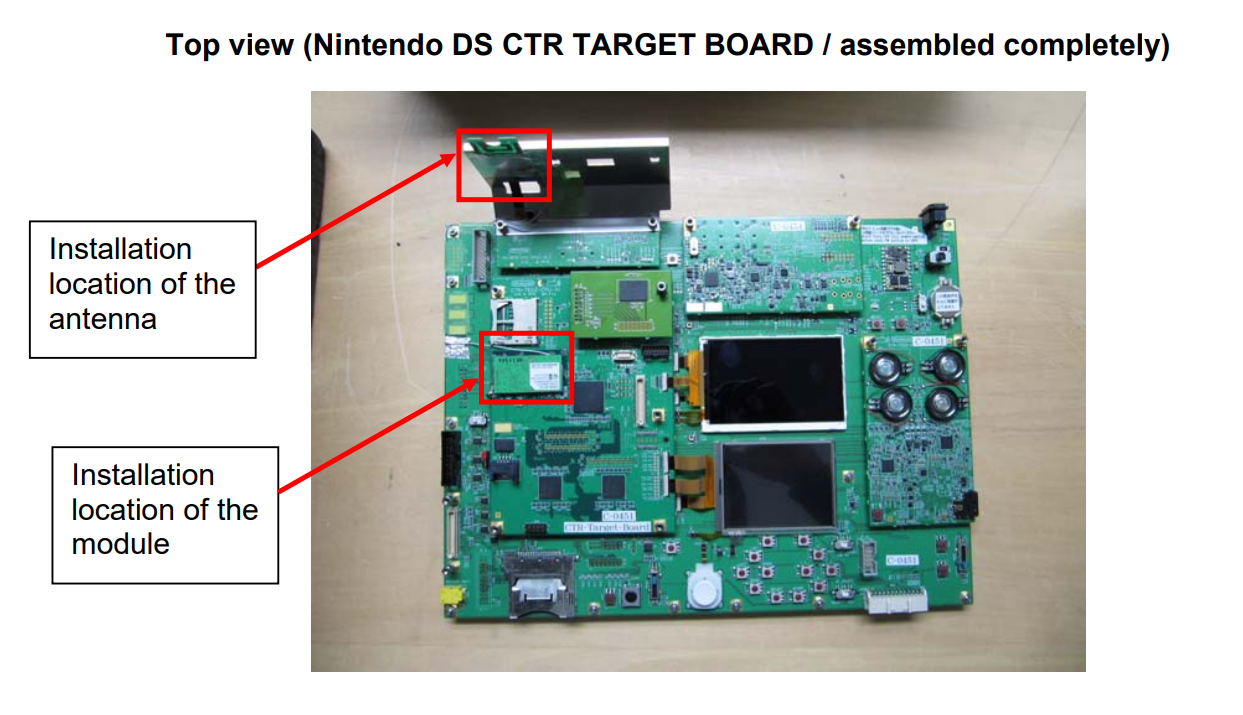 Top view (Nintendo DS CTR TARGET BOARD / assembled completely)
Installation
location of the
antenna
Installation
location of the
module
C-0451
C-0451
C-0451
CTR-Target-Board
C-0451